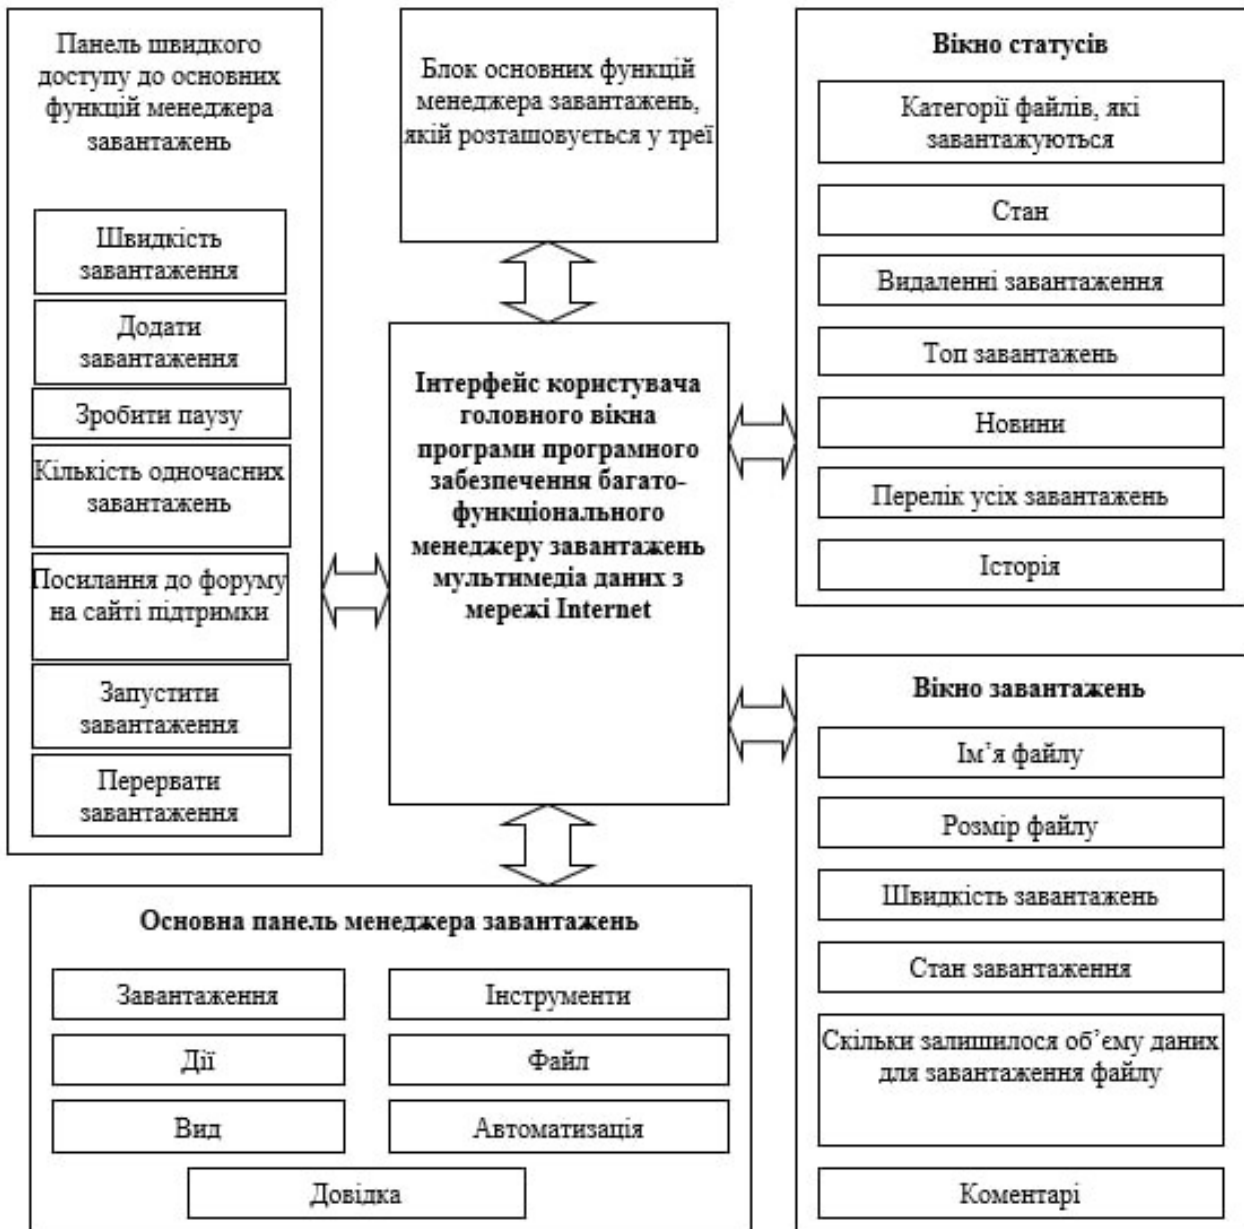 Панель швидкого
доступу до основних
функцій менеджера
завантажень
Швидкість
завантаження
Додати
завантаження
Зробити паузу
Кількість одночасних
завантажень
Посилання до форуму
на сайті підтримки
Запустити
завантаження
Перервати
завантаження
Блок основних функцій
менеджера завантажень,
якій розташовується у треї
Інтерфейс користувача
головного вікна
програми програмного
забезпечення багато-
функціонального
менеджеру завантажень
мультимедіа даних з
мережі Internet
Вікно статусів
Категорії файлів, які
завантажуються
Стан
Видаленні завантаження
Топ завантажень
Новини
Перелік усіх завантажень
Історія
Вікно завантажень
Ім’я файлу
Розмір файлу
Швидкість завантажень
Стан завантаження
Скільки залишилося об’єму даних
для завантаження файлу
Коментарі
Основна панель менеджера завантажень
Завантаження
Інструменти
Дії
Файл
Вид
Автоматизація
Довідка